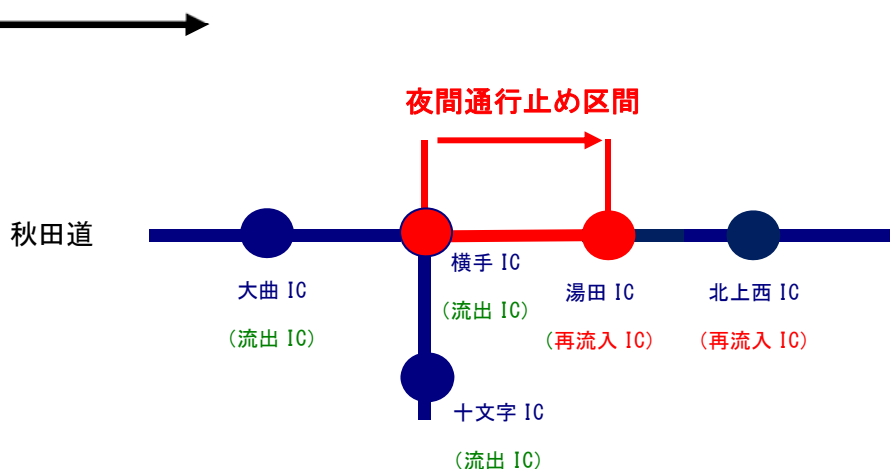 夜間通行止め区間
秋田道
大曲 IC
（流出 IC）
横手 IC
（流出 IC）
湯田 IC
（再流入 IC）
北上西 IC
（再流入 IC）
十文字 IC
（流出 IC）